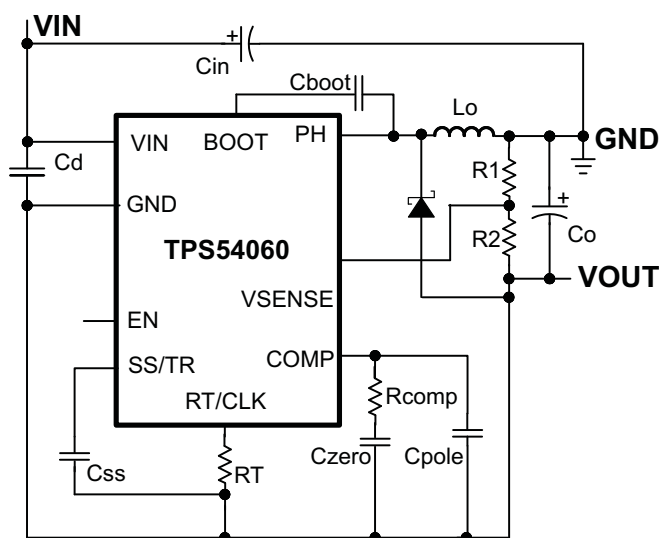 VIN
+
Cin
Cboot
Lo
VIN
BOOT
PH
GND
Cd
R1
GND
+
TPS54060
R2
Co
VOUT
VSENSE
EN
SS/TR
COMP
RT/CLK
Rcomp
Css
RT
Czero
Cpole